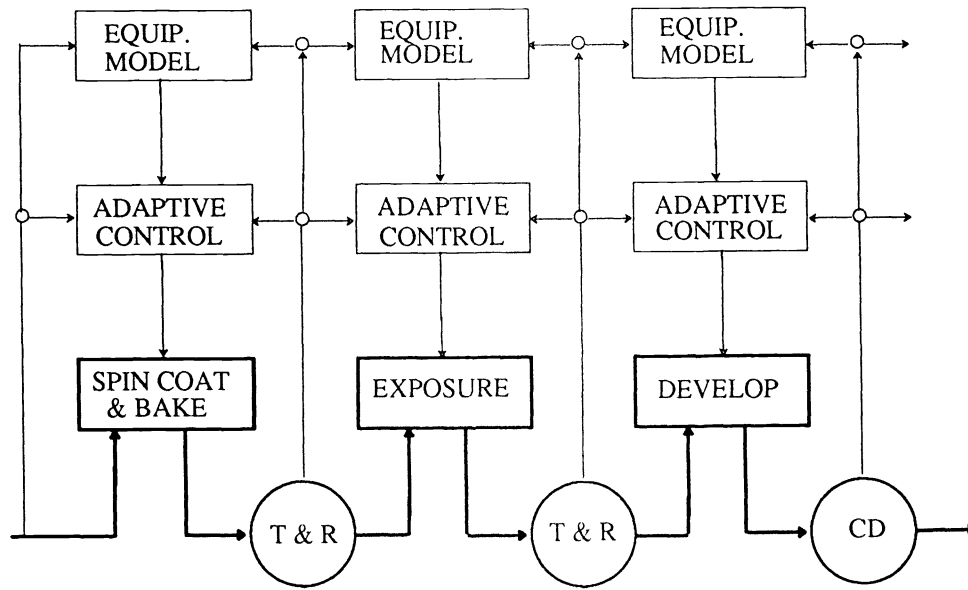 EQUIP.
MODEL
EQUIP.
MODEL
EQUIP.
MODEL
ADAPTIVE
CONTROL
ADAPTIVE
CONTROL
ADAPTIVE
CONTROL
SPIN COAT
& BAKE
EXPOSURE
DEVELOP
T & R
T & R
CD